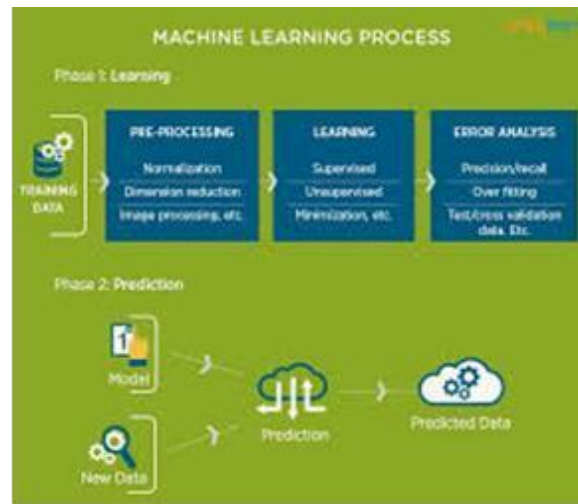 MACHINE LEARNING PROCESS
Phase 1: Learning
TRAINING
DATA
PRE-PROCESSING
Normalization
Dimension reduction
Image processing, etc.
LEARNING
Supervised
Unsupervised
Minimization, etc.
ERROR ANALYSIS
Precision/recall
Over fitting
Test/cross validation
data. Etc.
Phase 2: Prediction
1
Model
New Data
Prediction
Predicted Data